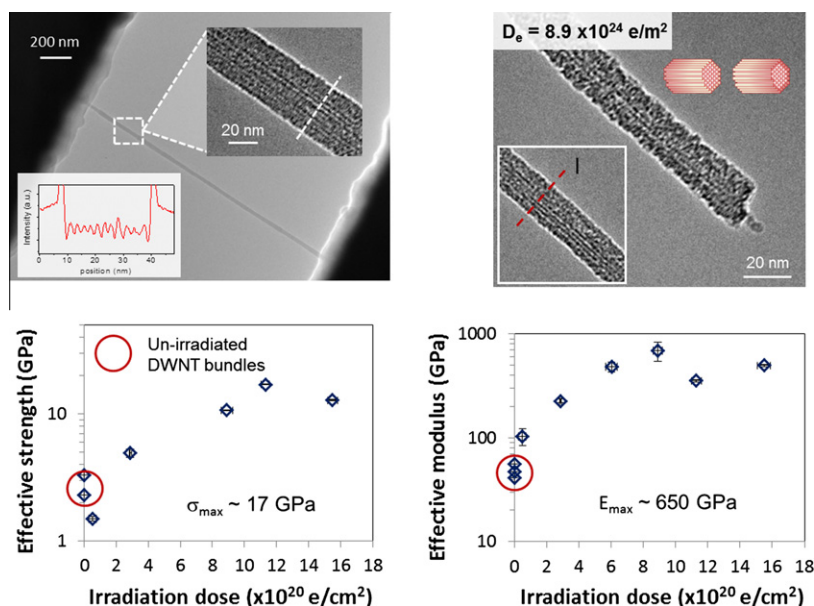 200 nm
20 nm
Intensity (a.u.)
0 10 20 30 40
position (nm)
Dₑ = 8.9 x10²⁴ e/m²
I
20 nm
Effective strength (GPa)
10
1
Un-irradiated
DWNT bundles
σₘₐₓ ~ 17 GPa
0 2 4 6 8 10 12 14 16 18
Irradiation dose (x10²⁰ e/cm²)
Effective modulus (GPa)
1000
100
10
Eₘₐₓ ~ 650 GPa
0 2 4 6 8 10 12 14 16 18
Irradiation dose (x10²⁰ e/cm²)